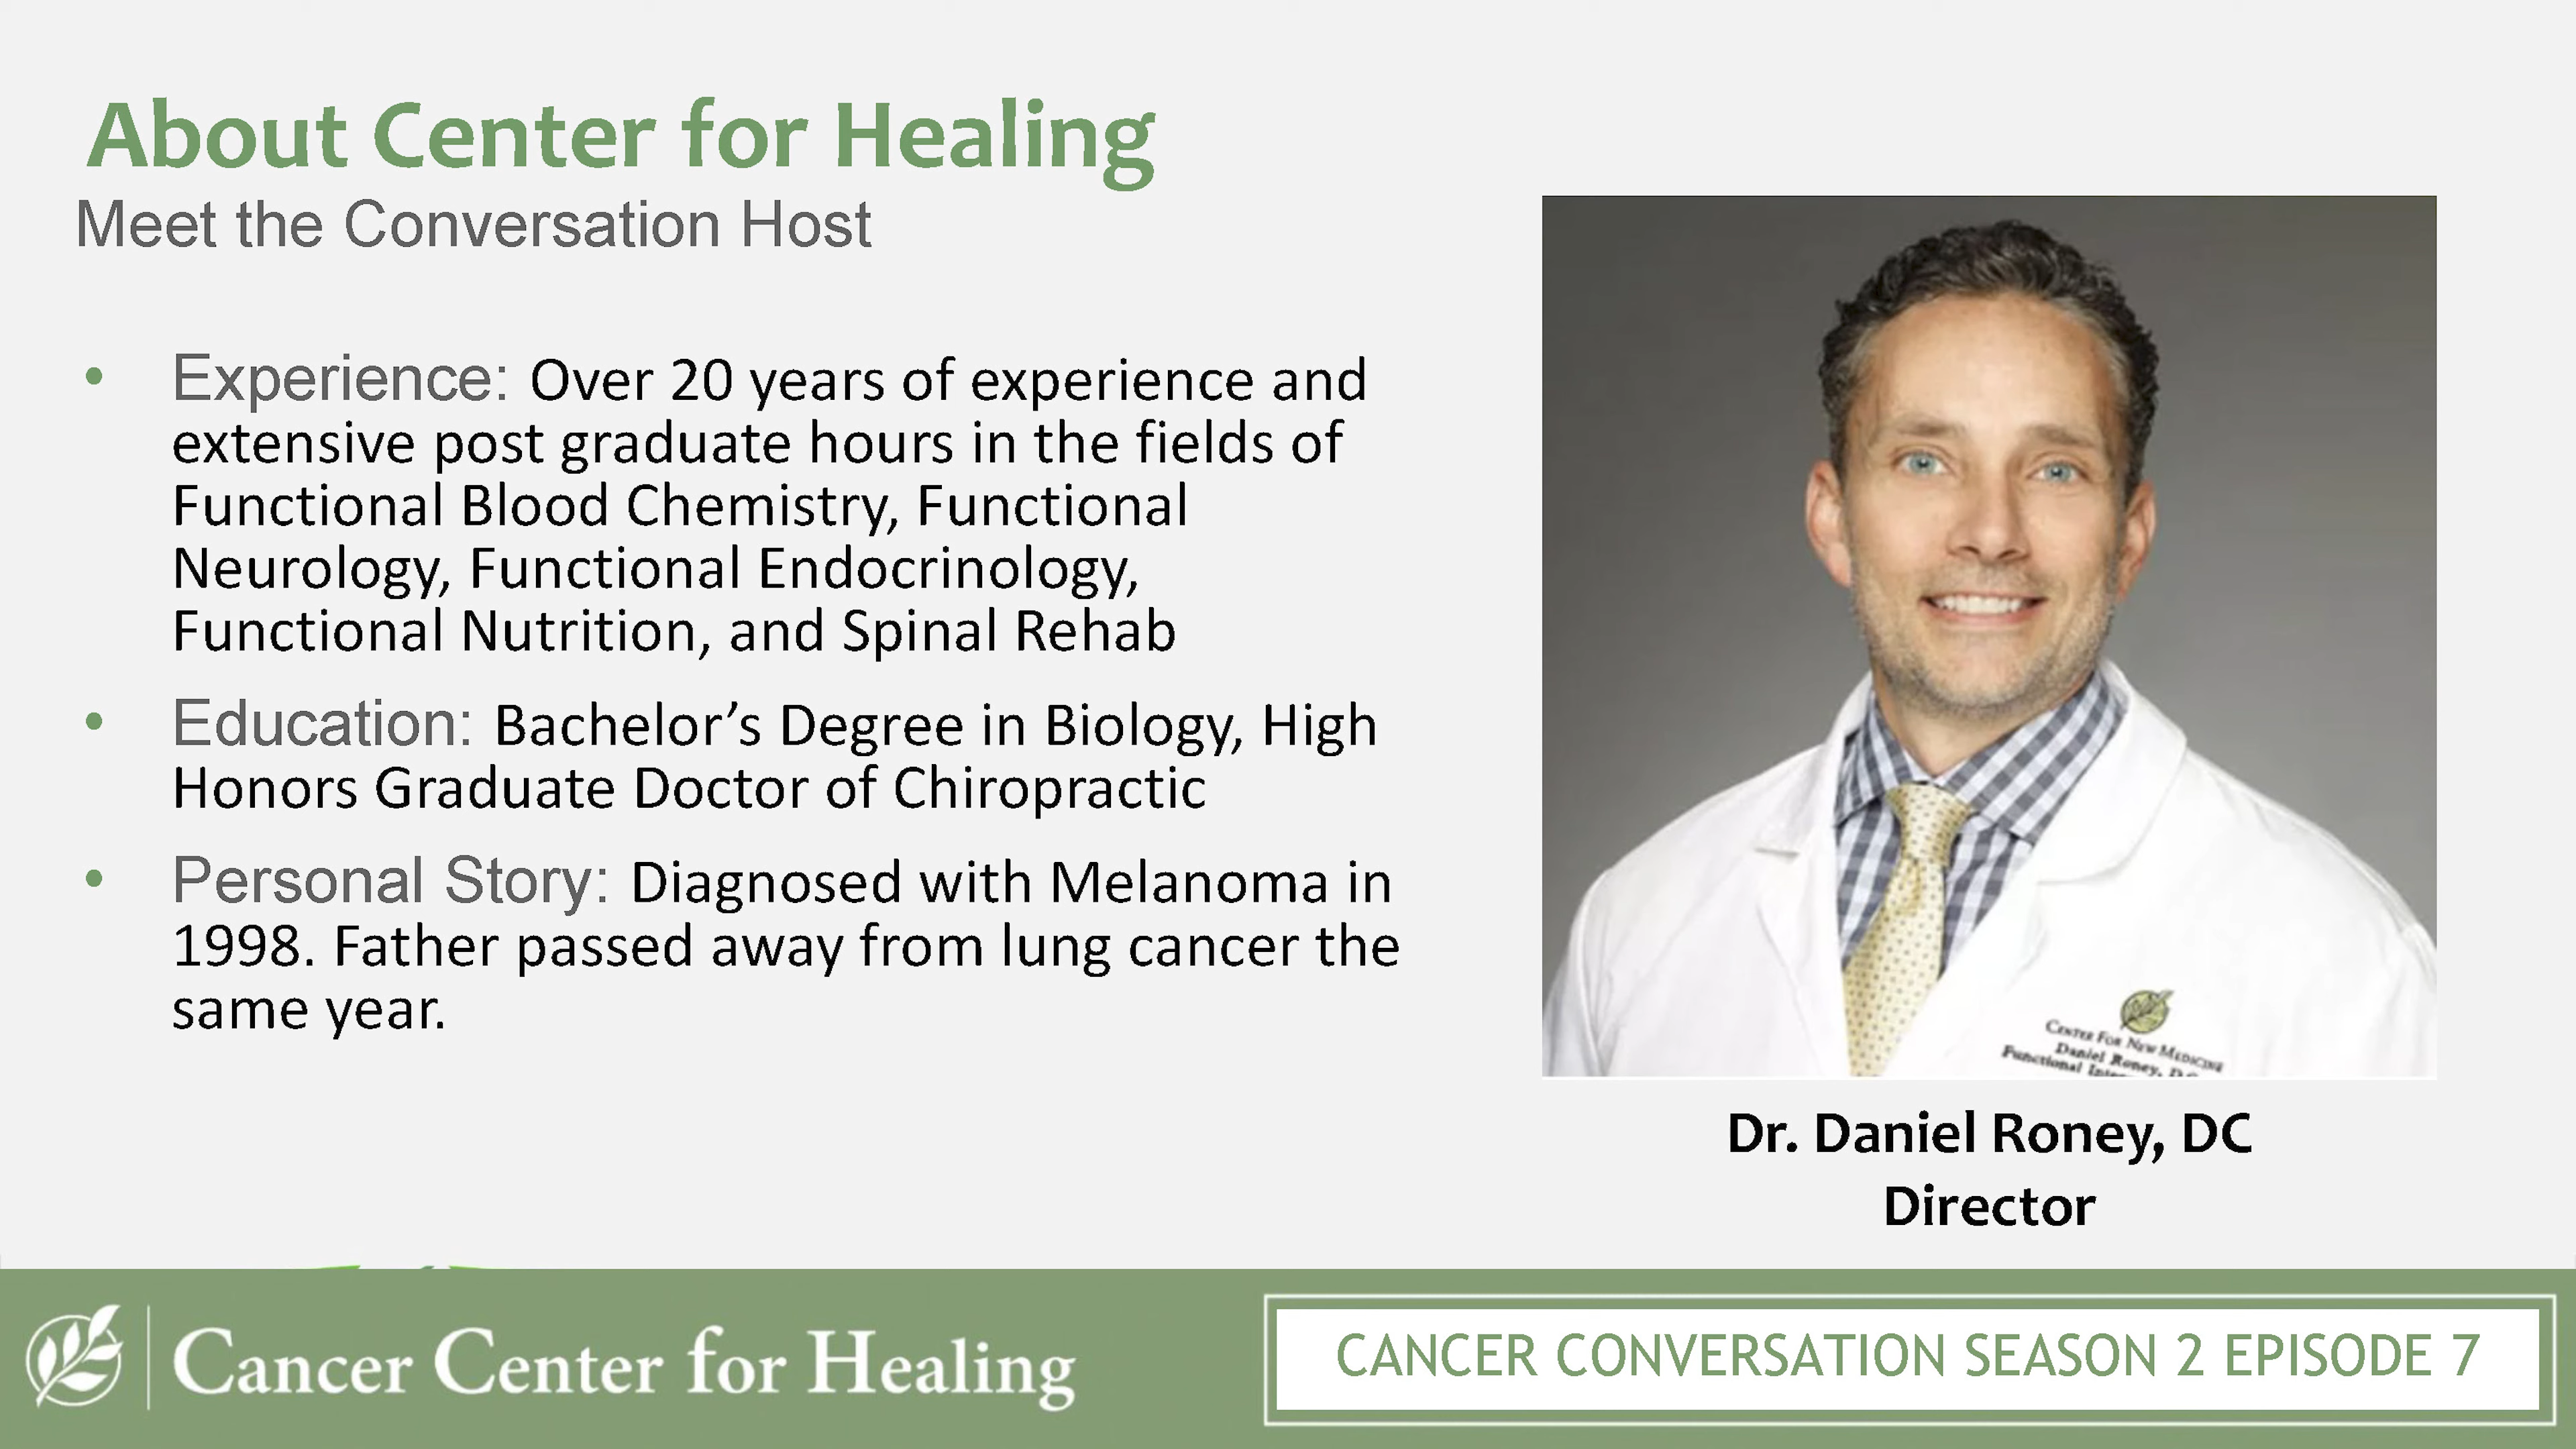 About Center for Healing
Meet the Conversation Host
• Experience: Over 20 years of experience and
extensive post graduate hours in the fields of
Functional Blood Chemistry, Functional
Neurology, Functional Endocrinology,
Functional Nutrition, and Spinal Rehab
• Education: Bachelor’s Degree in Biology, High
Honors Graduate Doctor of Chiropractic
• Personal Story: Diagnosed with Melanoma in
1998. Father passed away from lung cancer the
same year.
CENTER FOR NEW MEDICINE
Daniel Roney, D.C.
Functional
Dr. Daniel Roney, DC
Director
Cancer Center for Healing
CANCER CONVERSATION SEASON 2 EPISODE 7